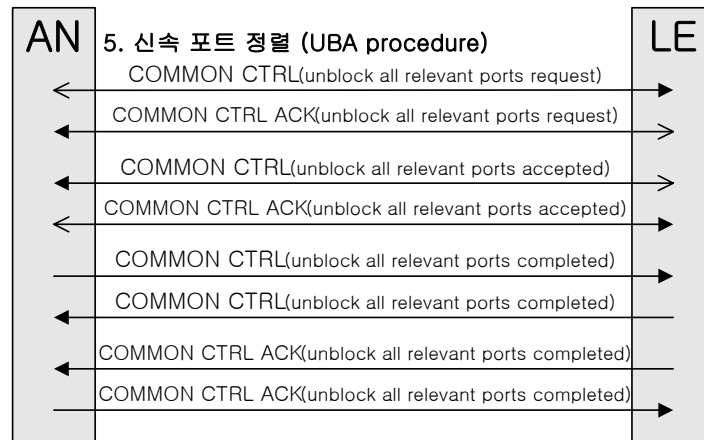 AN
LE
5. 신속 포트 정렬 (UBA procedure)
COMMON CTRL(unblock all relevant ports request)
COMMON CTRL ACK(unblock all relevant ports request)
COMMON CTRL(unblock all relevant ports accepted)
COMMON CTRL ACK(unblock all relevant ports accepted)
COMMON CTRL(unblock all relevant ports completed)
COMMON CTRL(unblock all relevant ports completed)
COMMON CTRL ACK(unblock all relevant ports completed)
COMMON CTRL ACK(unblock all relevant ports completed)